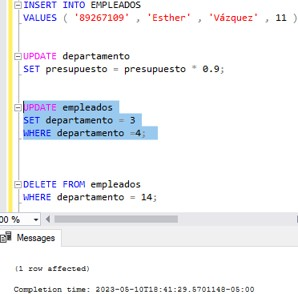 INSERT INTO EMPLEADOS
VALUES ( '89267109' , 'Esther' , 'Vázquez' , 11 )
UPDATE departamento
SET presupuesto = presupuesto * 0.9;
UPDATE empleados
SET departamento = 3
WHERE departamento =4;
DELETE FROM empleados
WHERE departamento = 14;
00 %
Messages
(1 row affected)
Completion time: 2023-05-10T18:41:29.5701148-05:00